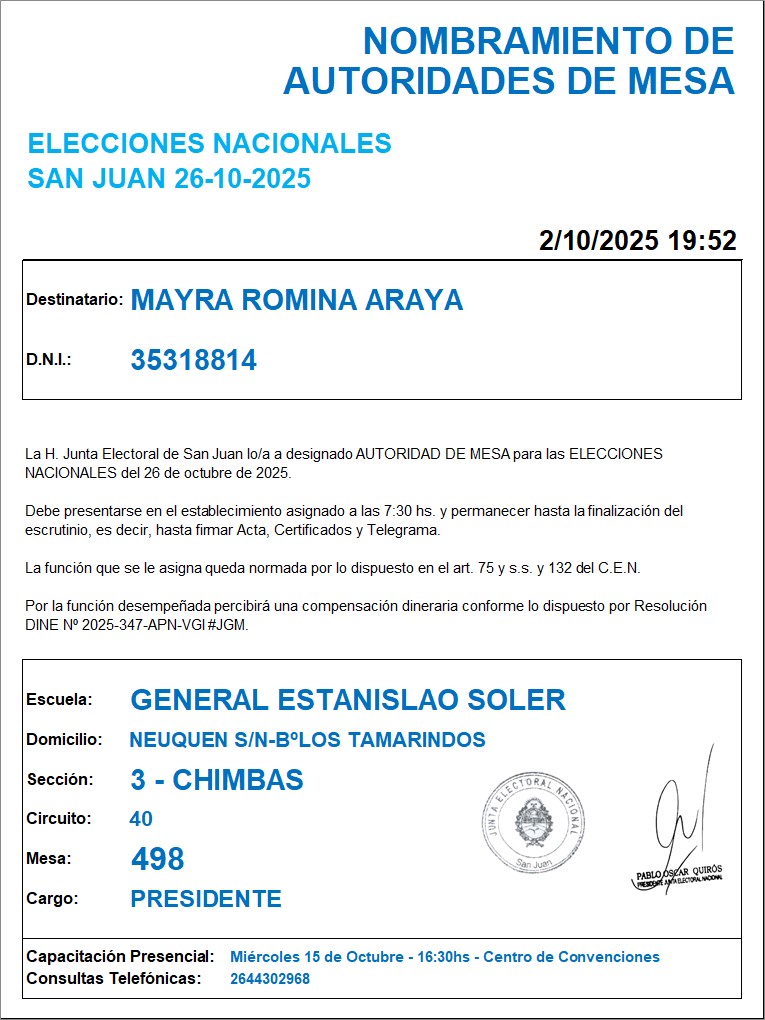 NOMBRAMIENTO DE
AUTORIDADES DE MESA
ELECCIONES NACIONALES
SAN JUAN 26-10-2025
2/10/2025 19:52
Destinatario: MAYRA ROMINA ARAYA
D.N.I.: 35318814
La H. Junta Electoral de San Juan lo/a a designado AUTORIDAD DE MESA para las ELECCIONES
NACIONALES del 26 de octubre de 2025.
Debe presentarse en el establecimiento asignado a las 7:30 hs. y permanecer hasta la finalización del
escrutinio, es decir, hasta firmar Acta, Certificados y Telegrama.
La función que se le asigna queda normada por lo dispuesto en el art. 75 y s.s. y 132 del C.E.N.
Por la función desempeñada percibirá una compensación dineraria conforme lo dispuesto por Resolución
DINE Nº 2025-347-APN-VGI#JGM.
Escuela: GENERAL ESTANISLAO SOLER
Domicilio: NEUQUEN S/N-BºLOS TAMARINDOS
Sección: 3 - CHIMBAS
Circuito: 40
Mesa: 498
Cargo: PRESIDENTE
JUNTA ELECTORAL NACIONAL
San Juan
PABLO OSCAR QUIRÓS
PRESIDENTE JUNTA ELECTORAL NACIONAL
Capacitación Presencial: Miércoles 15 de Octubre - 16:30hs - Centro de Convenciones
Consultas Telefónicas: 2644302968